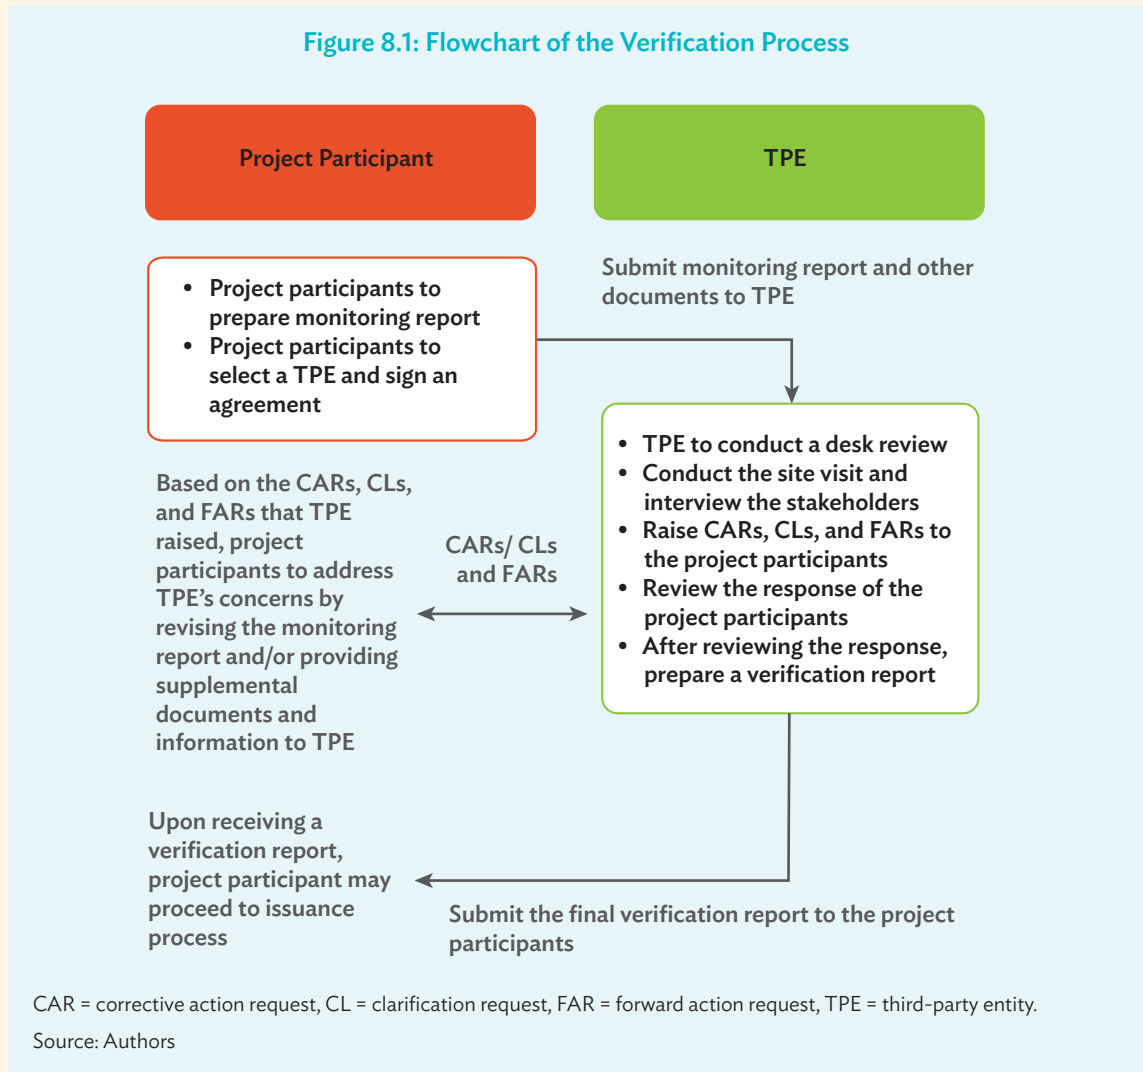 Figure 8.1: Flowchart of the Verification Process
Project Participant
TPE
• Project participants to
prepare monitoring report
• Project participants to
select a TPE and sign an
agreement
Submit monitoring report and other
documents to TPE
• TPE to conduct a desk review
• Conduct the site visit and
interview the stakeholders
• Raise CARs, CLs, and FARs to
the project participants
• Review the response of the
project participants
• After reviewing the response,
prepare a verification report
CARs/ CLs
and FARs
Based on the CARs, CLs,
and FARs that TPE
raised, project
participants to address
TPE’s concerns by
revising the monitoring
report and/or providing
supplemental
documents and
information to TPE
Submit the final verification report to the project
participants
Upon receiving a
verification report,
project participant may
proceed to issuance
process
CAR = corrective action request, CL = clarification request, FAR = forward action request, TPE = third-party entity.
Source: Authors